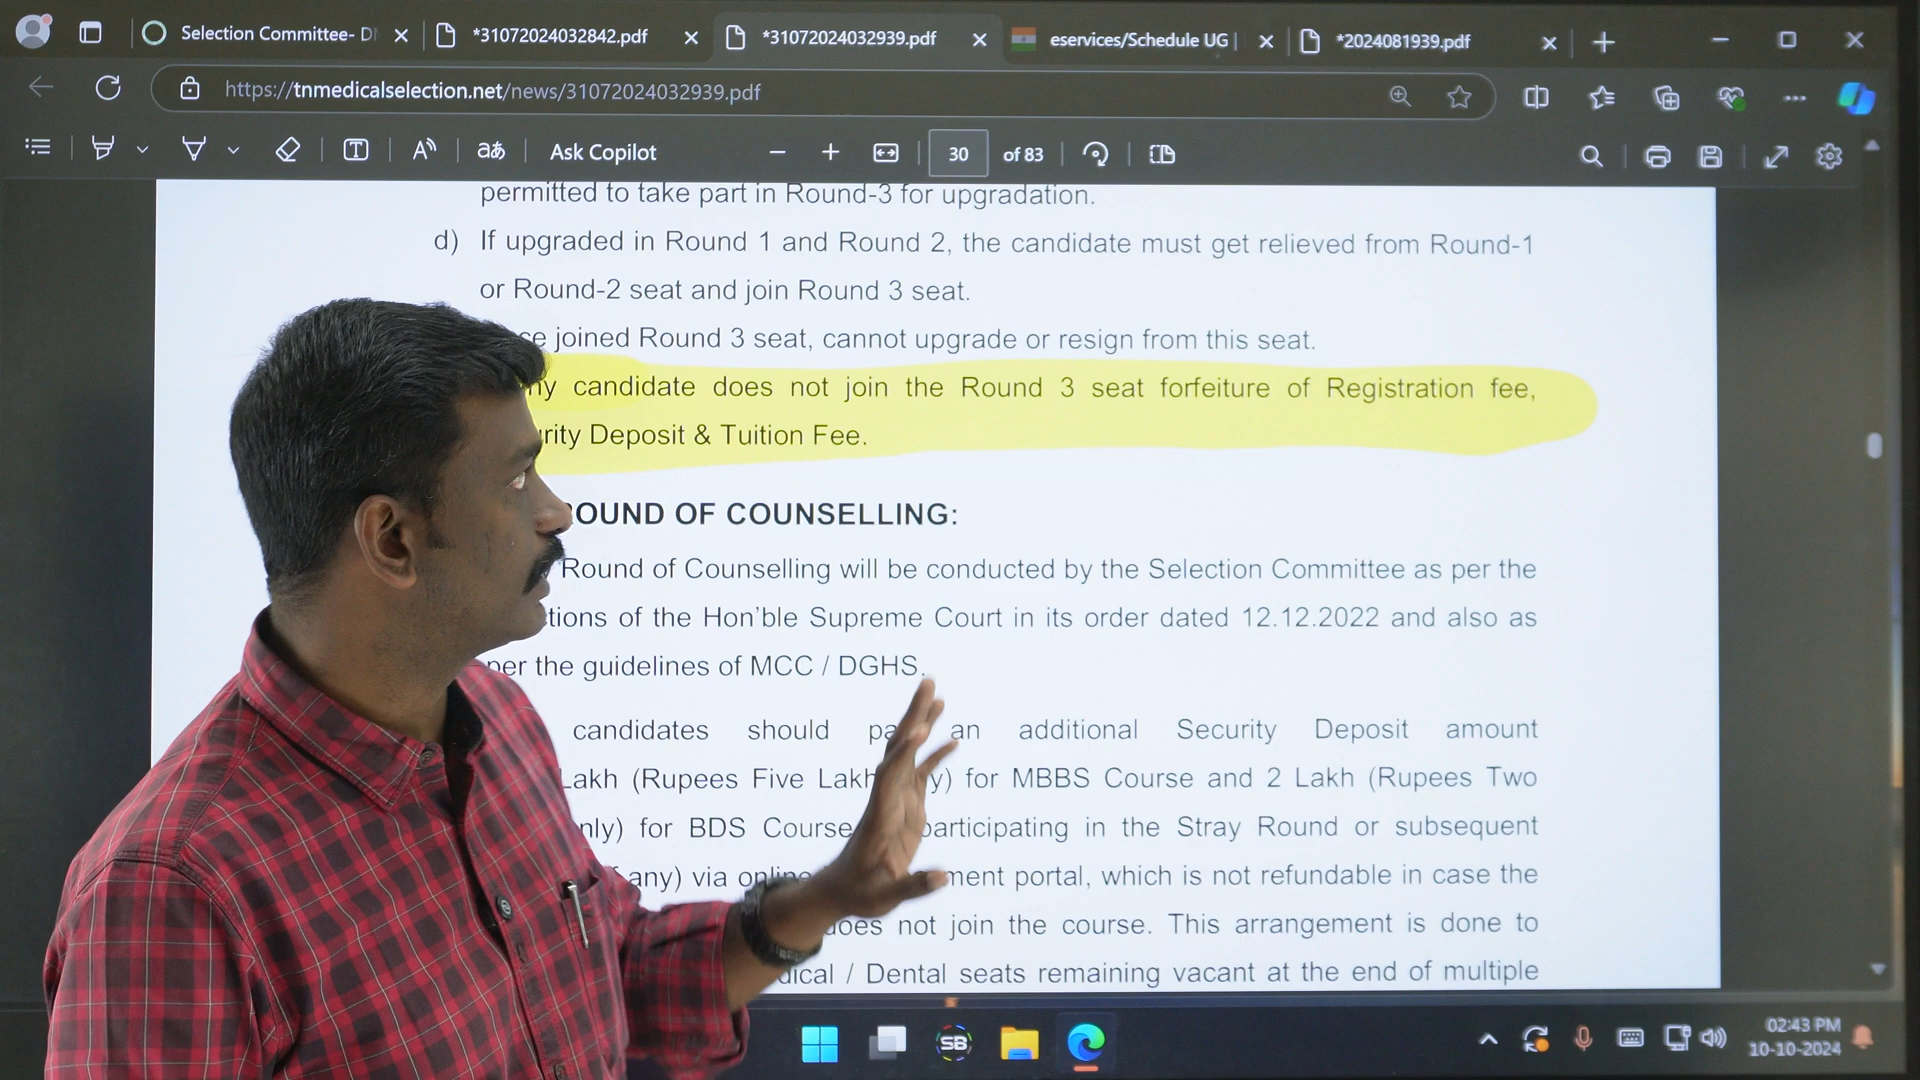 Selection Committee- D
*31072024032842.pdf
*31072024032939.pdf
eservices/Schedule UG |
*2024081939.pdf
https://tnmedicalselection.net/news/31072024032939.pdf
Ask Copilot
30 of 83
permitted to take part in Round-3 for upgradation.
d) If upgraded in Round 1 and Round 2, the candidate must get relieved from Round-1
or Round-2 seat and join Round 3 seat.
joined Round 3 seat, cannot upgrade or resign from this seat.
candidate does not join the Round 3 seat forfeiture of Registration fee,
Deposit & Tuition Fee.
OUND OF COUNSELLING:
Round of Counselling will be conducted by the Selection Committee as per the
tions of the Hon'ble Supreme Court in its order dated 12.12.2022 and also as
per the guidelines of MCC / DGHS.
candidates should an additional Security Deposit amount
Lakh (Rupees Five Lakh y) for MBBS Course and 2 Lakh (Rupees Two
nly) for BDS Course participating in the Stray Round or subsequent
any) via online ment portal, which is not refundable in case the
does not join the course. This arrangement is done to
dical / Dental seats remaining vacant at the end of multiple
SB
02:43 PM
10-10-2024